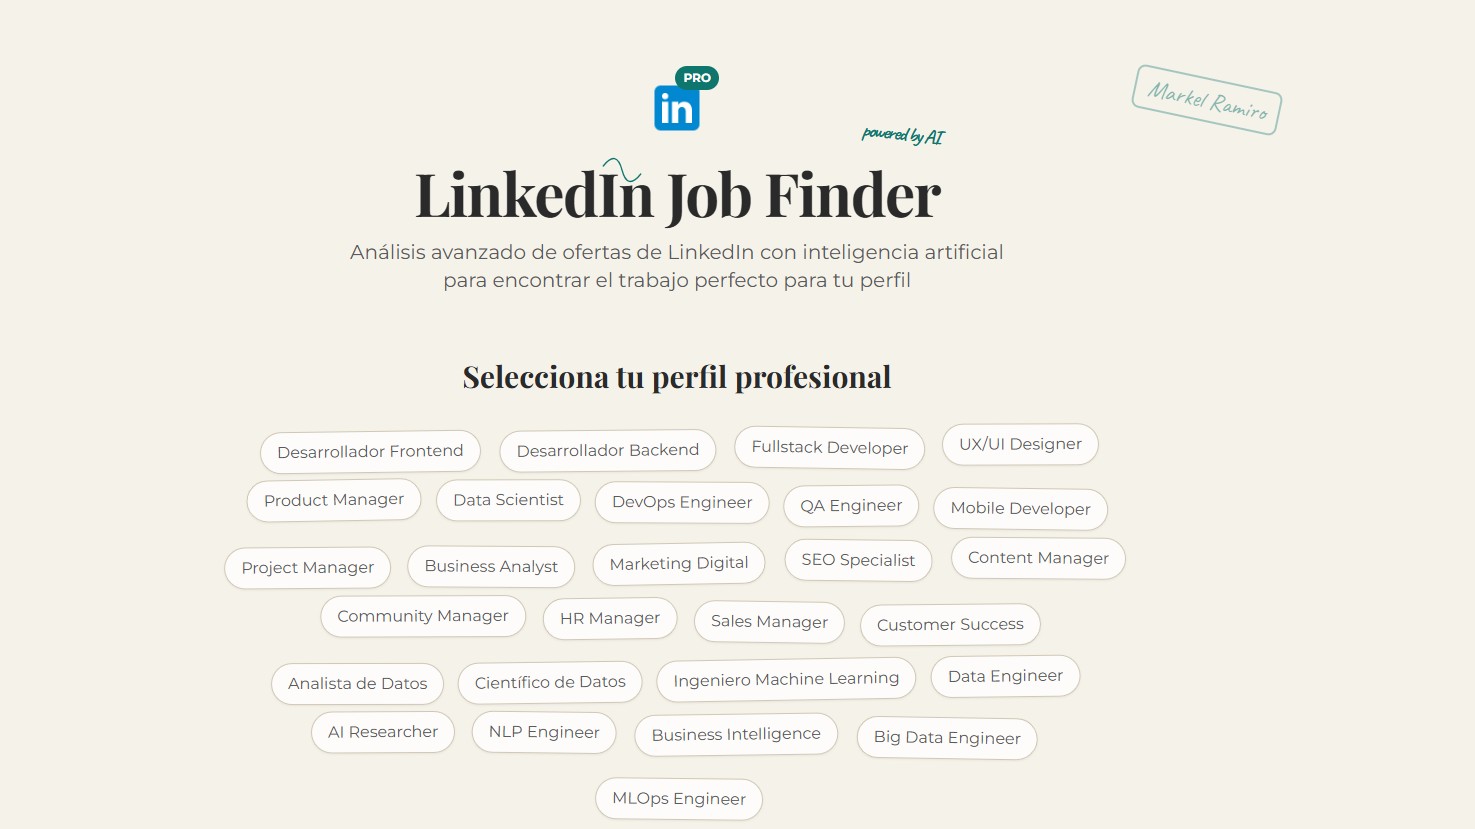 PRO
in
Markel Ramiro
powered by AI
LinkedIn Job Finder
Análisis avanzado de ofertas de LinkedIn con inteligencia artificial
para encontrar el trabajo perfecto para tu perfil
Selecciona tu perfil profesional
Desarrollador Frontend Desarrollador Backend Fullstack Developer UX/UI Designer
Product Manager Data Scientist DevOps Engineer QA Engineer Mobile Developer
Project Manager Business Analyst Marketing Digital SEO Specialist Content Manager
Community Manager HR Manager Sales Manager Customer Success
Analista de Datos Científico de Datos Ingeniero Machine Learning Data Engineer
AI Researcher NLP Engineer Business Intelligence Big Data Engineer
MLOps Engineer